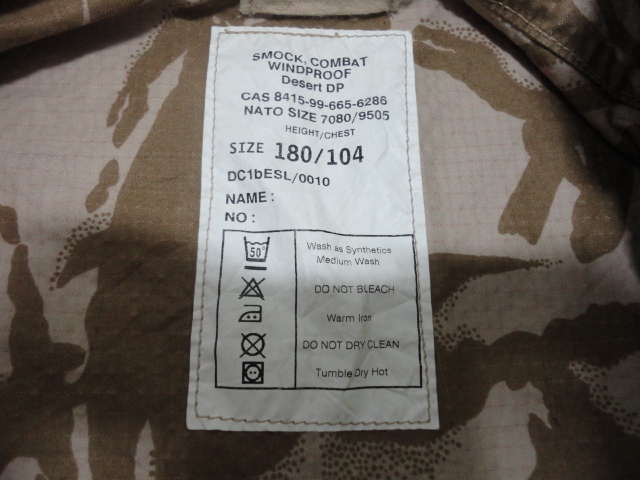 SMOCK, COMBAT
WINDPROOF
Desert DP
CAS 8415-99-665-6286
NATO SIZE 7080/9505
HEIGHT/CHEST
SIZE 180/104
DC1bESL/0010
NAME :
NO :
50°
Wash as Synthetics
Medium Wash
DO NOT BLEACH
Warm Iron
DO NOT DRY CLEAN
Tumble Dry Hot